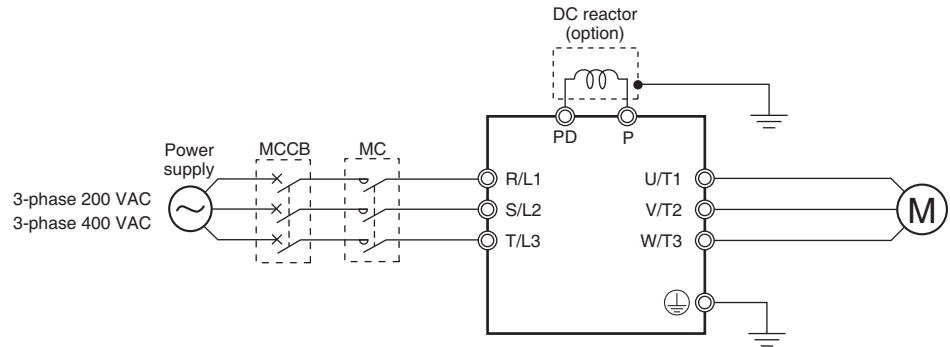 DC reactor
(option)
PD
P
Power
supply
MCCB
MC
3-phase 200 VAC
3-phase 400 VAC
R/L1
S/L2
T/L3
U/T1
V/T2
W/T3
M